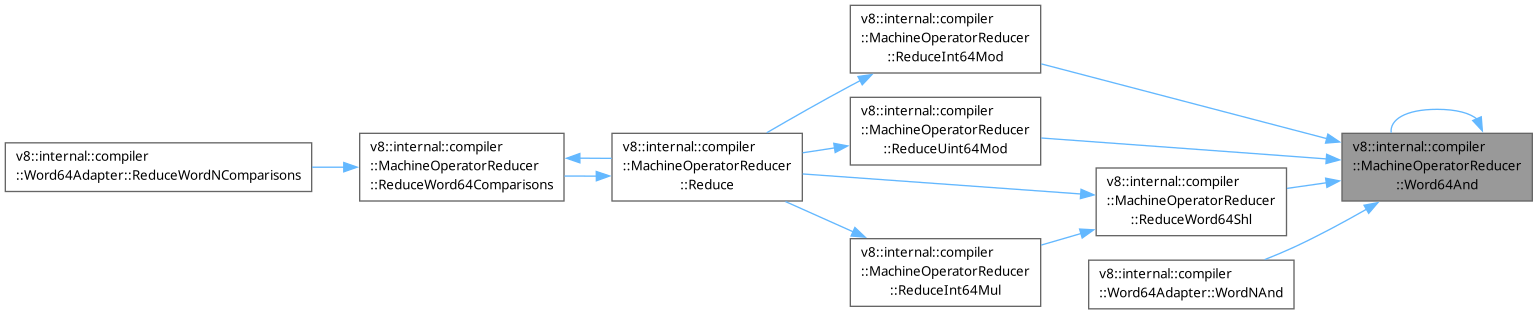 v8::internal::compiler
::Word64Adapter::ReduceWordNComparisons
v8::internal::compiler
::MachineOperatorReducer
::ReduceWord64Comparisons
v8::internal::compiler
::MachineOperatorReducer
::Reduce
v8::internal::compiler
::MachineOperatorReducer
::ReduceInt64Mod
v8::internal::compiler
::MachineOperatorReducer
::ReduceUint64Mod
v8::internal::compiler
::MachineOperatorReducer
::ReduceInt64Mul
v8::internal::compiler
::MachineOperatorReducer
::ReduceWord64Shl
v8::internal::compiler
::Word64Adapter::WordNAnd
v8::internal::compiler
::MachineOperatorReducer
::Word64And